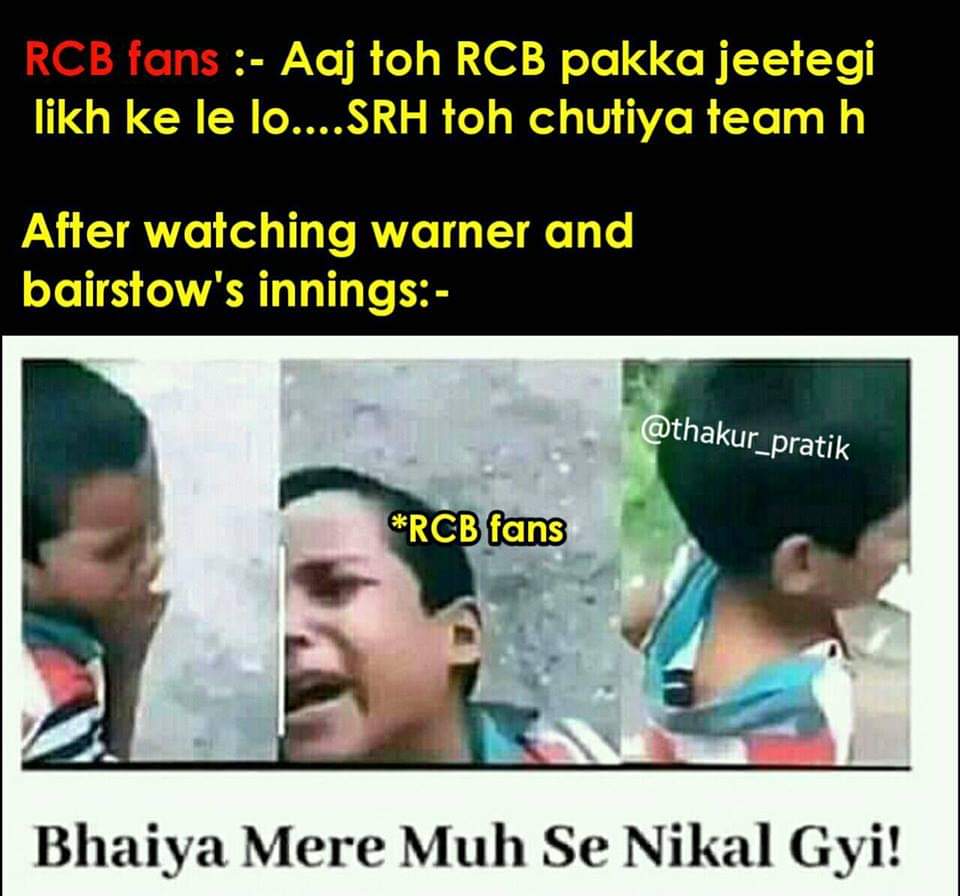 RCB fans :- Aaj toh RCB pakka jeetegi
likh ke le lo....SRH toh chutiya team h
After watching warner and
bairstow's innings:-
@thakur_pratik
*RCB fans
Bhaiya Mere Muh Se Nikal Gyi!